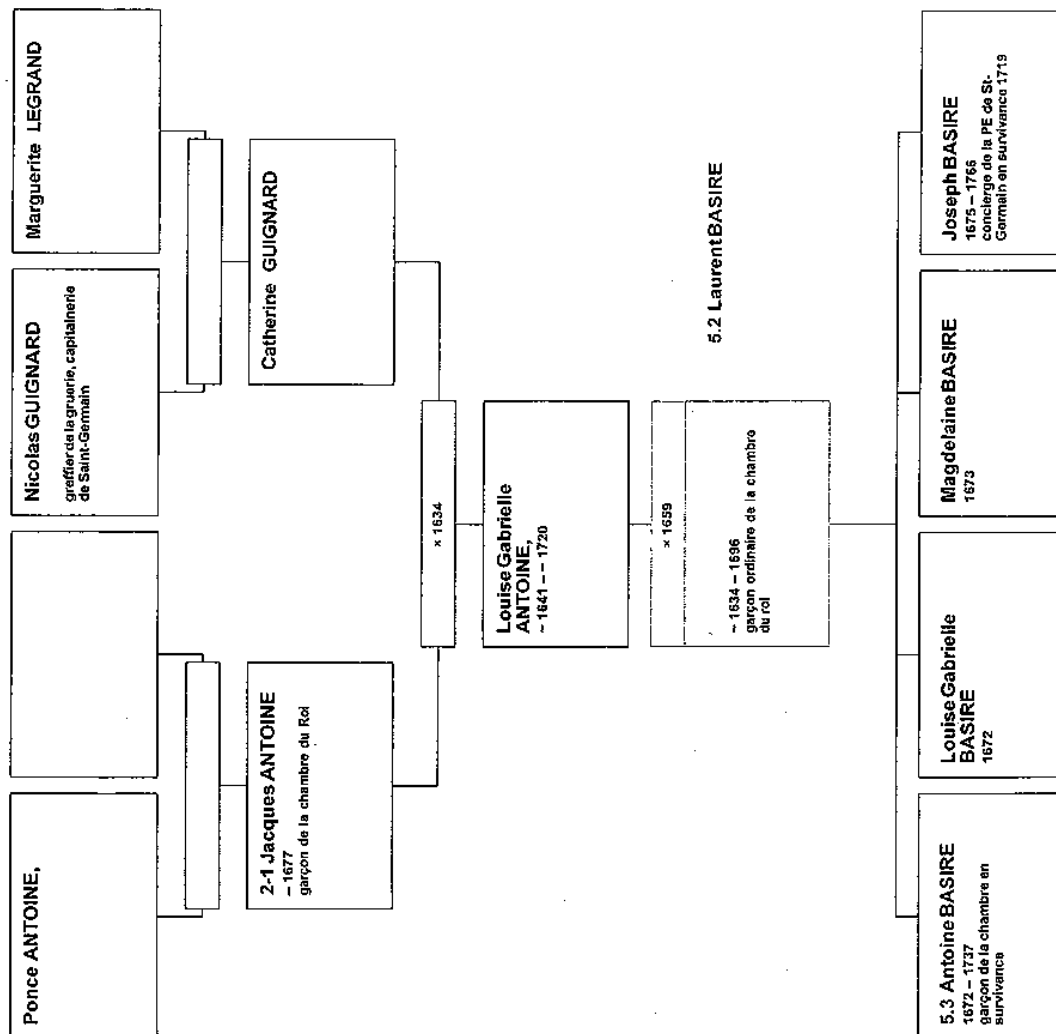 Ponce ANTOINE,
Nicolas GUIGNARD
greffier de la gruerie, capitainerie
de Saint-Germain
Marguerite LEGRAND
2-1 Jacques ANTOINE
– 1677
garçon de la chambre du Roi
Catherine GUIGNARD
× 1634
Louise Gabrielle
ANTOINE,
~ 1641 – ~ 1720
× 1659
5.2 Laurent BASIRE
~ 1634 – 1696
garçon ordinaire de la chambre
du roi
5.3 Antoine BASIRE
1672 – 1737
garçon de la chambre en
survivance
Louise Gabrielle
BASIRE
1672
Magdelaine BASIRE
1673
Joseph BASIRE
1675 – 1766
concierge de la PE de St-
Germain en survivance 1719